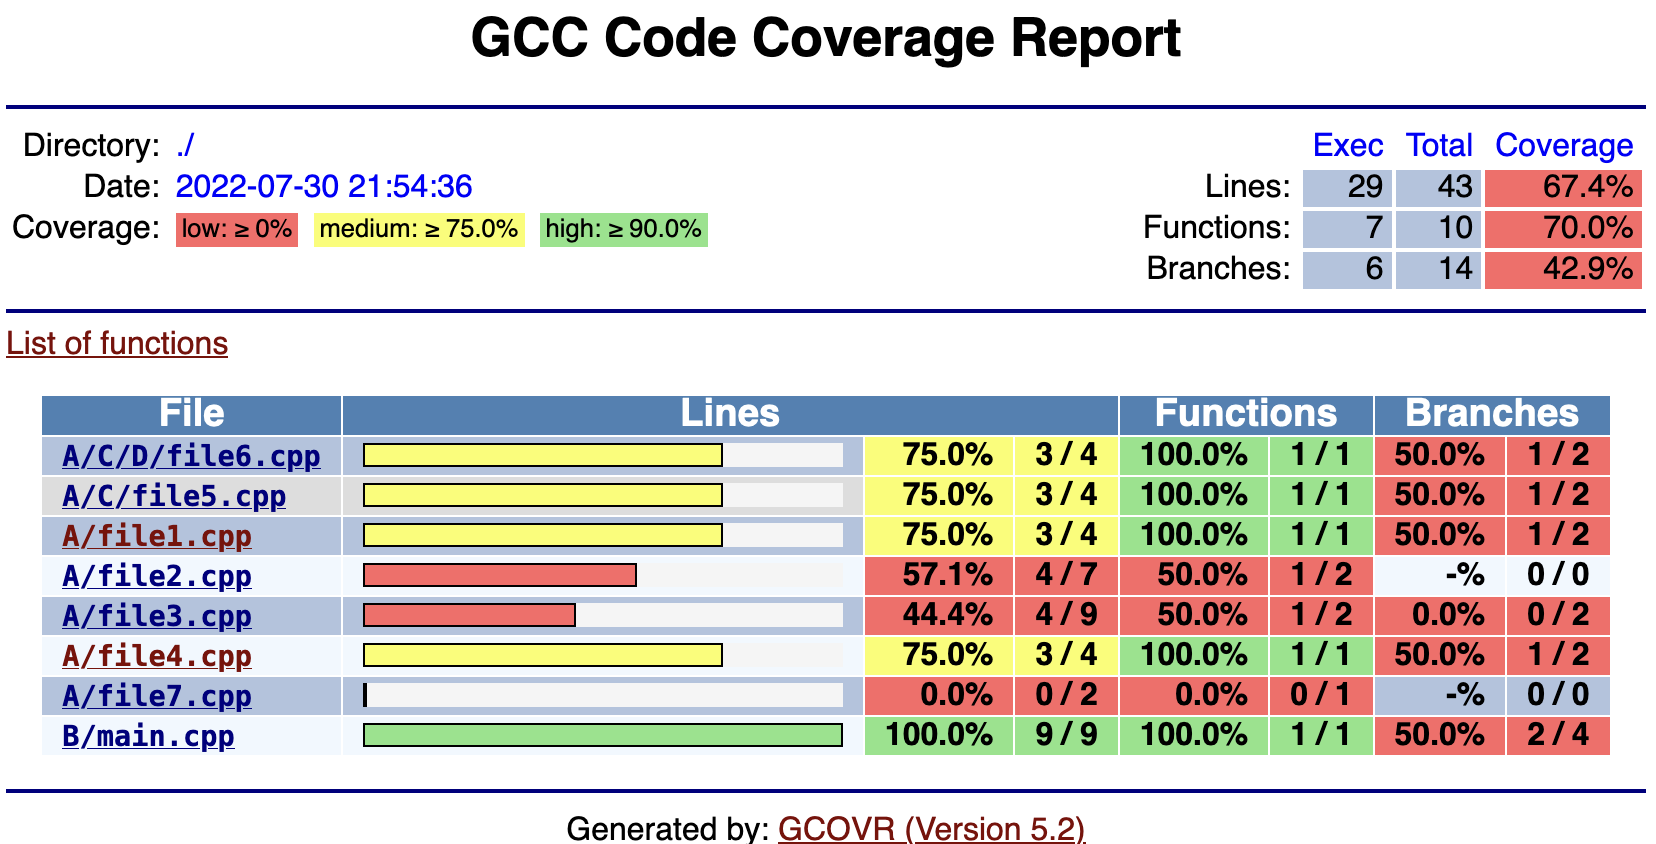 GCC Code Coverage Report
Directory: ./
Date: 2022-07-30 21:54:36
Coverage: low: ≥ 0% medium: ≥ 75.0% high: ≥ 90.0%
Exec Total Coverage
Lines: 29 43 67.4%
Functions: 7 10 70.0%
Branches: 6 14 42.9%
List of functions
File Lines Functions Branches
A/C/D/file6.cpp 75.0% 3 / 4 100.0% 1 / 1 50.0% 1 / 2
A/C/file5.cpp 75.0% 3 / 4 100.0% 1 / 1 50.0% 1 / 2
A/file1.cpp 75.0% 3 / 4 100.0% 1 / 1 50.0% 1 / 2
A/file2.cpp 57.1% 4 / 7 50.0% 1 / 2 -% 0 / 0
A/file3.cpp 44.4% 4 / 9 50.0% 1 / 2 0.0% 0 / 2
A/file4.cpp 75.0% 3 / 4 100.0% 1 / 1 50.0% 1 / 2
A/file7.cpp 0.0% 0 / 2 0.0% 0 / 1 -% 0 / 0
B/main.cpp 100.0% 9 / 9 100.0% 1 / 1 50.0% 2 / 4
Generated by: GCOVR (Version 5.2)